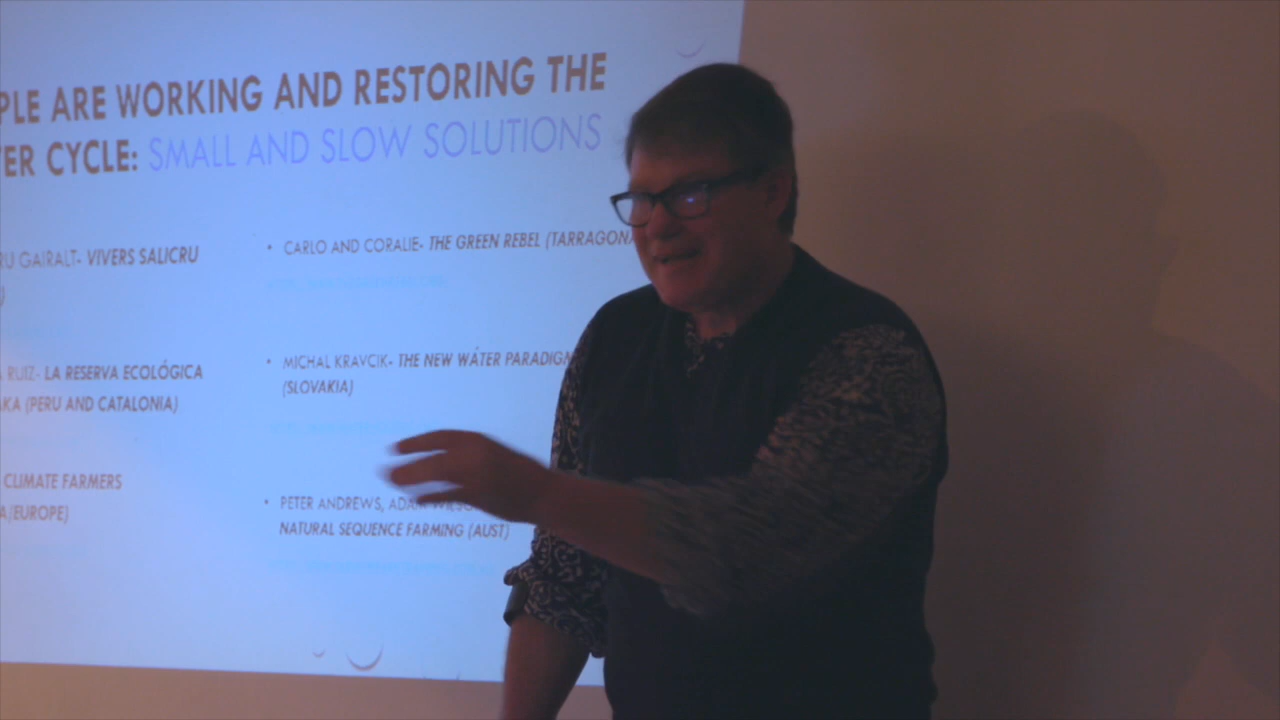 PLE ARE WORKING AND RESTORING THE
ER CYCLE: SMALL AND SLOW SOLUTIONS
RU GAIRALT- VIVERS SALICRU
)
RUIZ- LA RESERVA ECOLÓGICA
KA (PERU AND CATALONIA)
CLIMATE FARMERS
A/EUROPE)
• CARLO AND CORALIE- THE GREEN REBEL (TARRAGONA
• MICHAL KRAVCIK- THE NEW WATER PARADIGM
(SLOVAKIA)
• PETER ANDREWS,
NATURAL SEQUENCE FARMING (AUST)